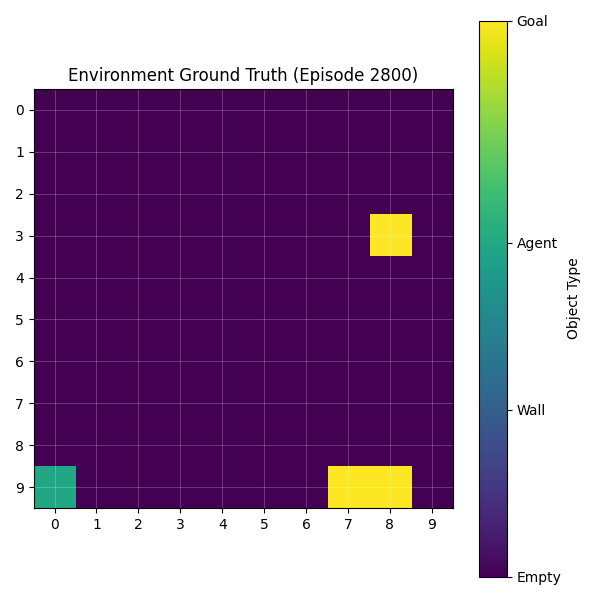 Environment Ground Truth (Episode 2800)
0
1
2
3
4
5
6
7
8
9
0 1 2 3 4 5 6 7 8 9
Goal
Agent
Wall
Empty
Object Type